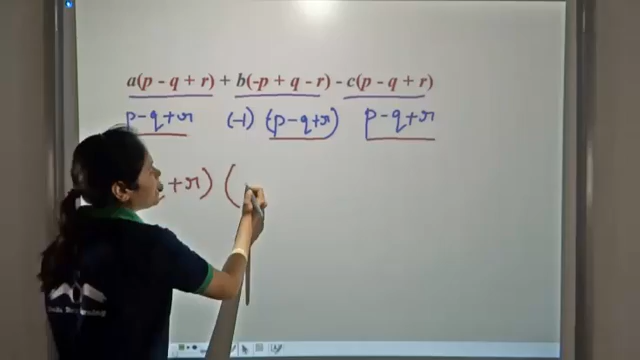 a(p - q + r) + b(-p + q - r) - c(p - q + r)
p-q+r (-1) (p-q+r) p-q+r
+r) (